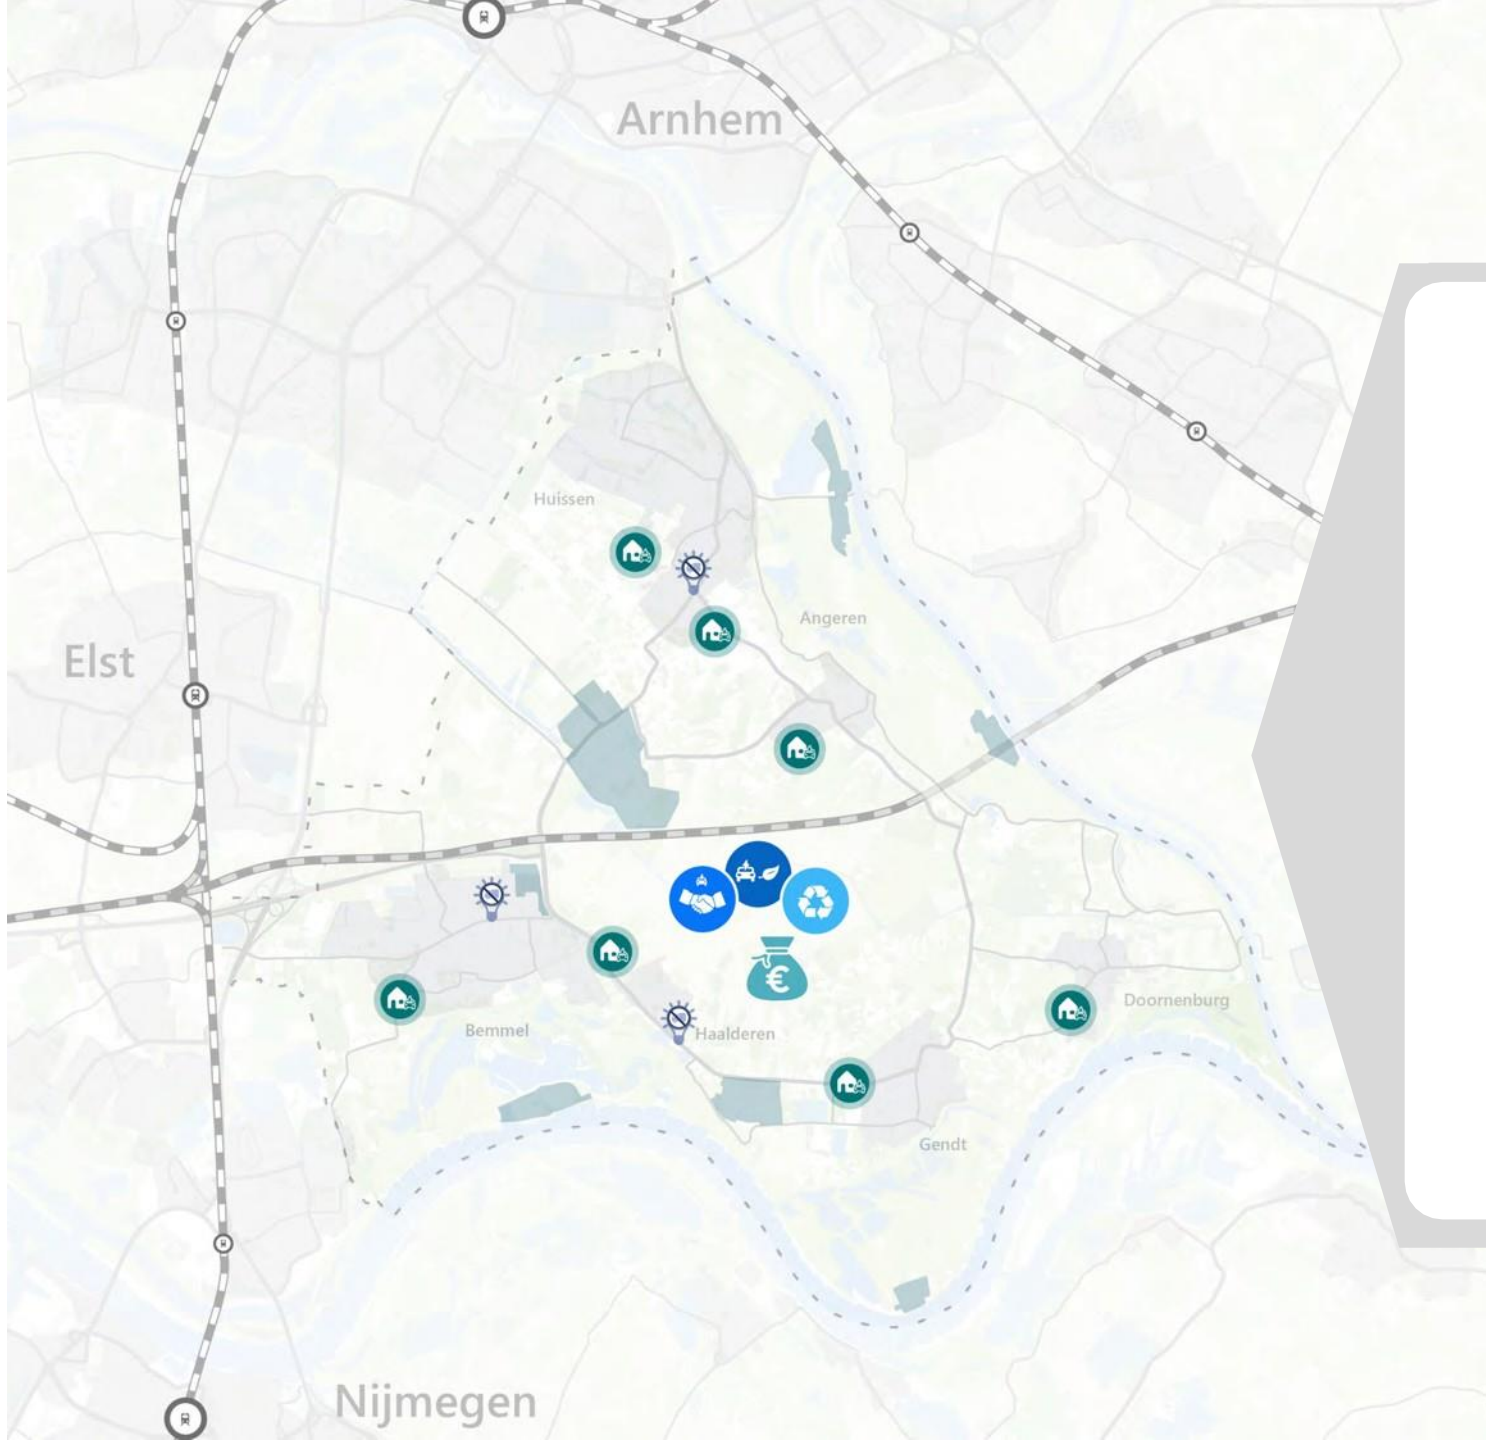 Arnhem
Huissen
Angeren
Elst
€
Doornenburg
Bemmel
Haalderen
Gendt
Nijmegen